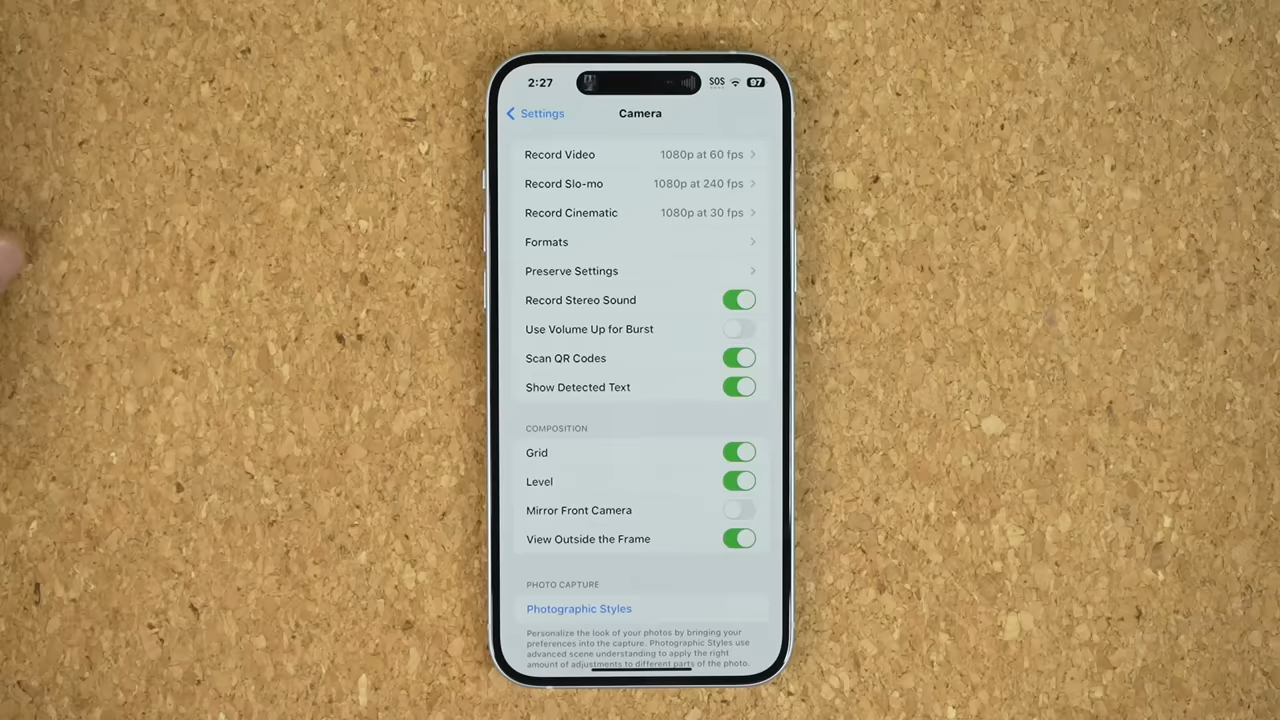 2:27 SOS 97
Settings Camera
Record Video 1080p at 60 fps
Record Slo-mo 1080p at 240 fps
Record Cinematic 1080p at 30 fps
Formats
Preserve Settings
Record Stereo Sound
Use Volume Up for Burst
Scan QR Codes
Show Detected Text
COMPOSITION
Grid
Level
Mirror Front Camera
View Outside the Frame
PHOTO CAPTURE
Photographic Styles
Personalize the look of your photos by bringing your
preferences into the capture. Photographic Styles use
advanced scene understanding to apply the right
amount of adjustments to different parts of the photo.